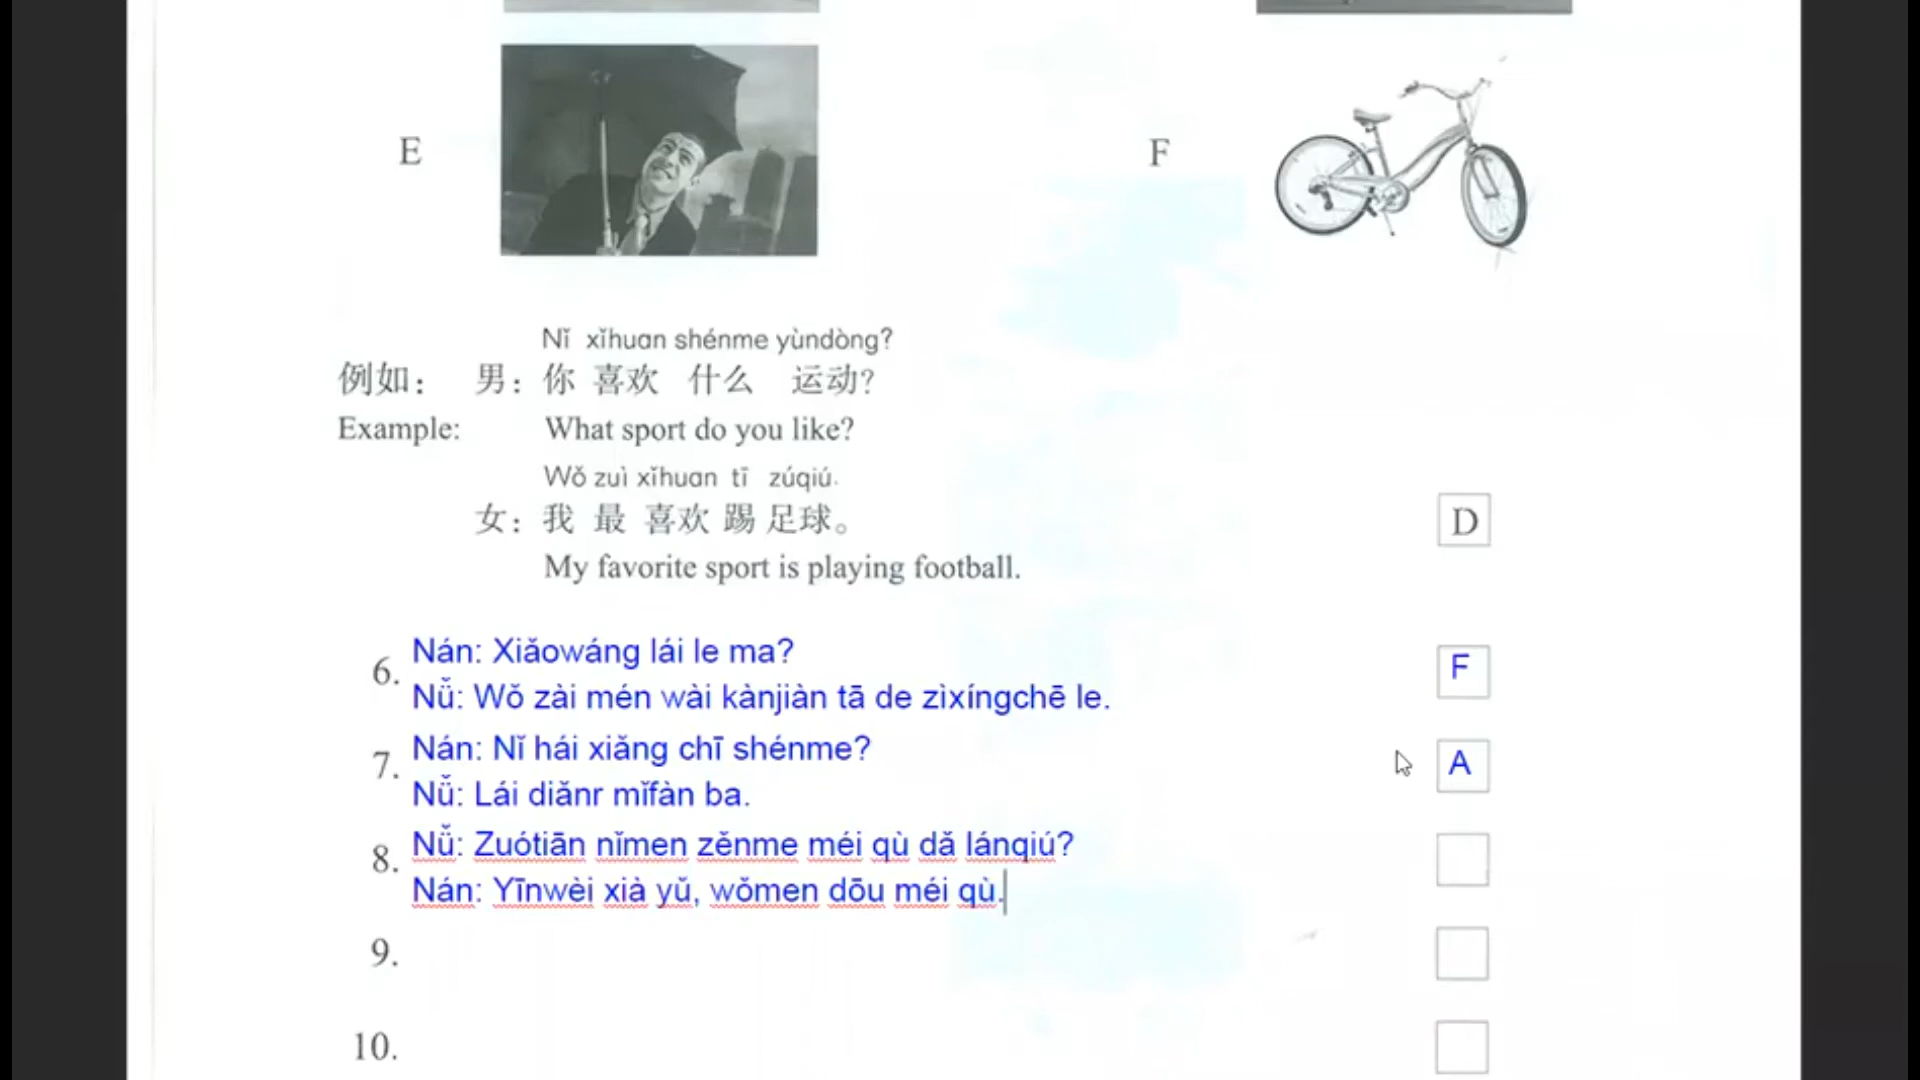 E
F
Nǐ xǐhuan shénme yùndòng?
例如： 男：你 喜欢 什么 运动？
Example: What sport do you like?
Wǒ zuì xǐhuan tī zúqiú.
女：我 最 喜欢 踢 足球。
D
My favorite sport is playing football.
Nán: Xiǎowáng lái le ma?
6.
F
Nǚ: Wǒ zài mén wài kànjiàn tā de zìxíngchē le.
Nán: Nǐ hái xiǎng chī shénme?
7.
A
Nǚ: Lái diǎnr mǐfàn ba.
Nǚ: Zuótiān nǐmen zěnme méi qù dǎ lánqiú?
8.
Nán: Yīnwèi xià yǔ, wǒmen dōu méi qù.
9.
10.